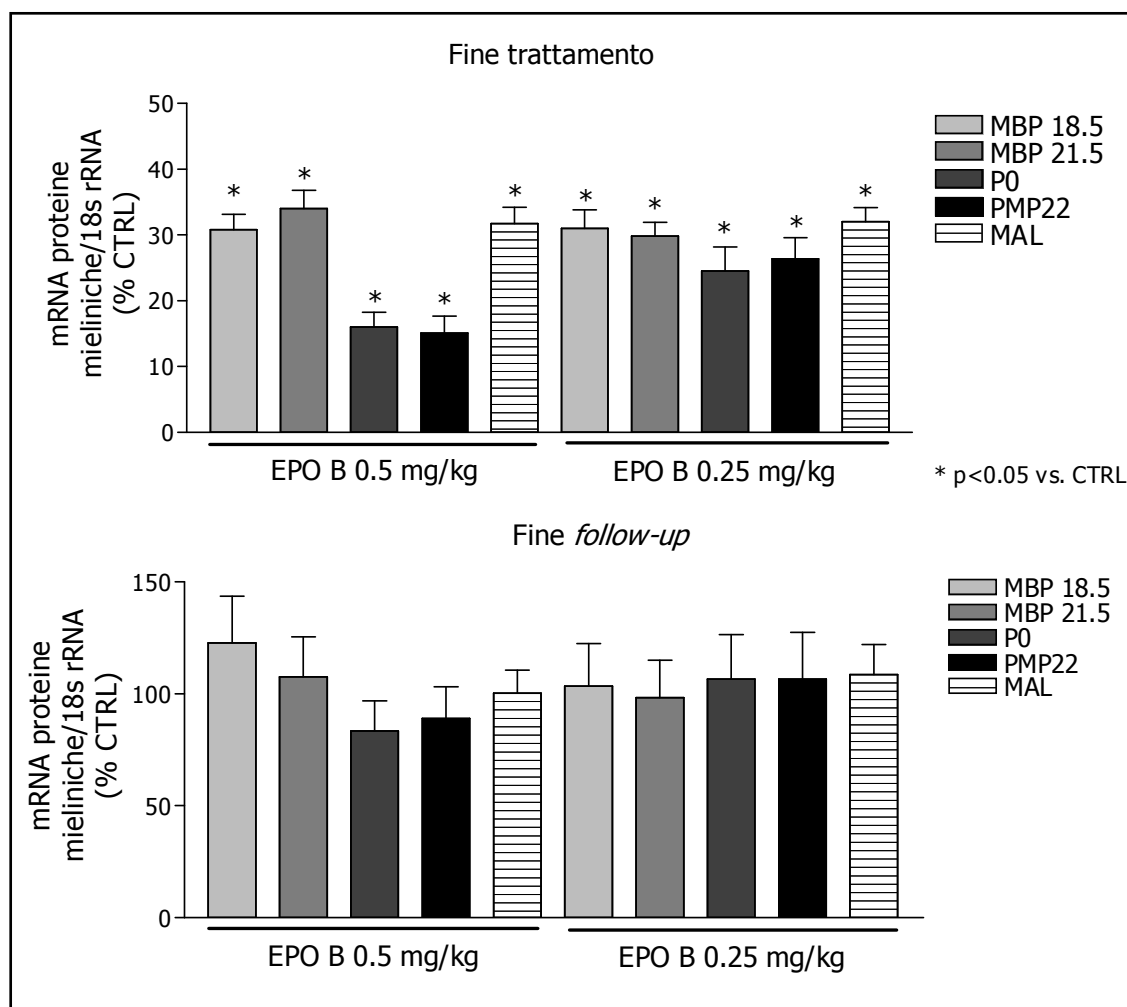 Fine trattamento
mRNA proteine
mieliniche/18s rRNA
(% CTRL)
50
40
30
20
10
0
* * * * * * * * * *
EPO B 0.5 mg/kg
EPO B 0.25 mg/kg
MBP 18.5
MBP 21.5
P0
PMP22
MAL
* p<0.05 vs. CTRL
Fine follow-up
mRNA proteine
mieliniche/18s rRNA
(% CTRL)
150
100
50
0
EPO B 0.5 mg/kg
EPO B 0.25 mg/kg
MBP 18.5
MBP 21.5
P0
PMP22
MAL